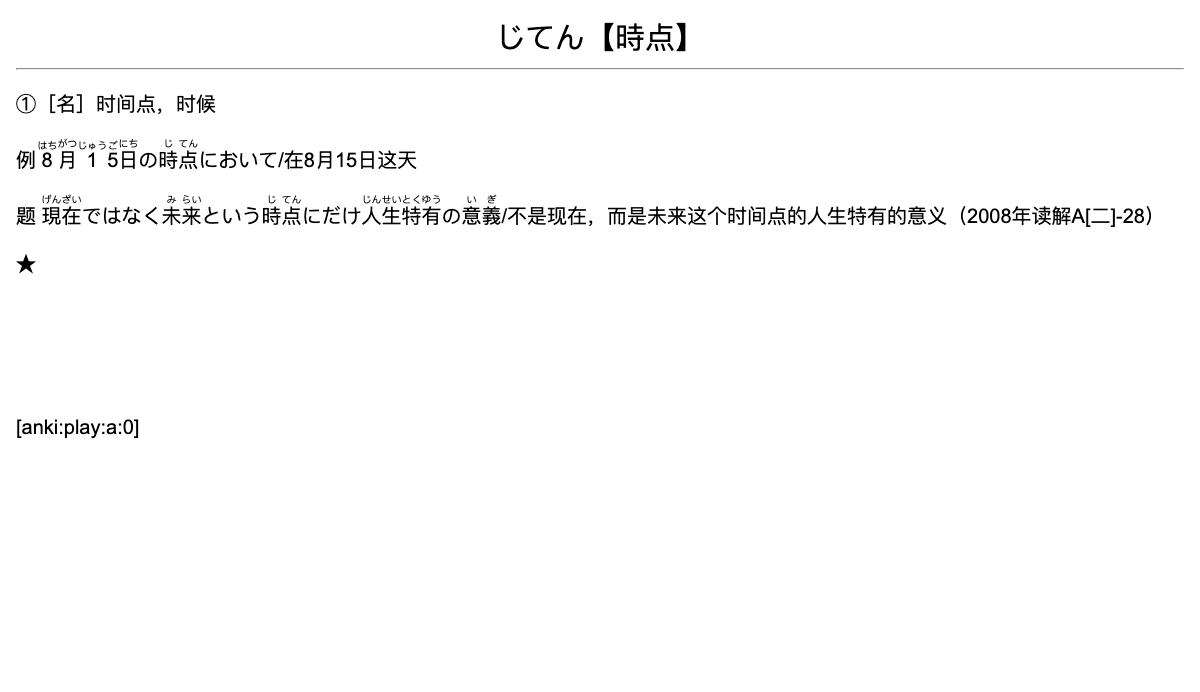 じてん【時点】
①［名］时间点，时候
例 8月15日の時点において/在8月15日这天
はちがつじゅうごにち じてん
题 現在ではなく未来という時点にだけ人生特有の意義/不是现在，而是未来这个时间点的人生特有的意义（2008年读解A[二]-28）
げんざい みらい じてん じんせいとくゆう いぎ
★
[anki:play:a:0]